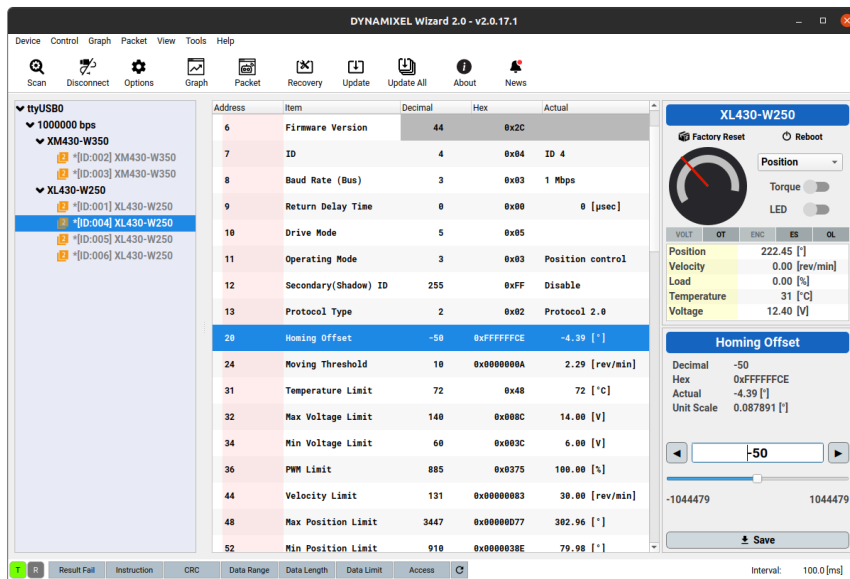 DYNAMIXEL Wizard 2.0 - v2.0.17.1
Device Control Graph Packet View Tools Help
Scan Disconnect Options Graph Packet Recovery Update Update All About News
ttyUSB0
1000000 bps
XM430-W350
2 *[ID:002] XM430-W350
2 *[ID:003] XM430-W350
XL430-W250
2 *[ID:001] XL430-W250
2 *[ID:004] XL430-W250
2 *[ID:005] XL430-W250
2 *[ID:006] XL430-W250
Address Item Decimal Hex Actual
6 Firmware Version 44 0x2C
7 ID 4 0x04 ID 4
8 Baud Rate (Bus) 3 0x03 1 Mbps
9 Return Delay Time 0 0x00 0 [µsec]
10 Drive Mode 5 0x05
11 Operating Mode 3 0x03 Position control
12 Secondary(Shadow) ID 255 0xFF Disable
13 Protocol Type 2 0x02 Protocol 2.0
20 Homing Offset -50 0xFFFFFFCE -4.39 [°]
24 Moving Threshold 10 0x0000000A 2.29 [rev/min]
31 Temperature Limit 72 0x48 72 [°C]
32 Max Voltage Limit 140 0x008C 14.00 [V]
34 Min Voltage Limit 60 0x003C 6.00 [V]
36 PWM Limit 885 0x0375 100.00 [%]
44 Velocity Limit 131 0x00000083 30.00 [rev/min]
48 Max Position Limit 3447 0x00000D77 302.96 [°]
52 Min Position Limit 910 0x0000038E 79.98 [°]
XL430-W250
Factory Reset Reboot
Position
Torque
LED
VOLT OT ENC ES OL
Position 222.45 [°]
Velocity 0.00 [rev/min]
Load 0.00 [%]
Temperature 31 [°C]
Voltage 12.40 [V]
Homing Offset
Decimal -50
Hex 0xFFFFFFCE
Actual -4.39 [°]
Unit Scale 0.087891 [°]
-50
-1044479 1044479
Save
T R Result Fail Instruction CRC Data Range Data Length Data Limit Access Interval: 100.0 [ms]